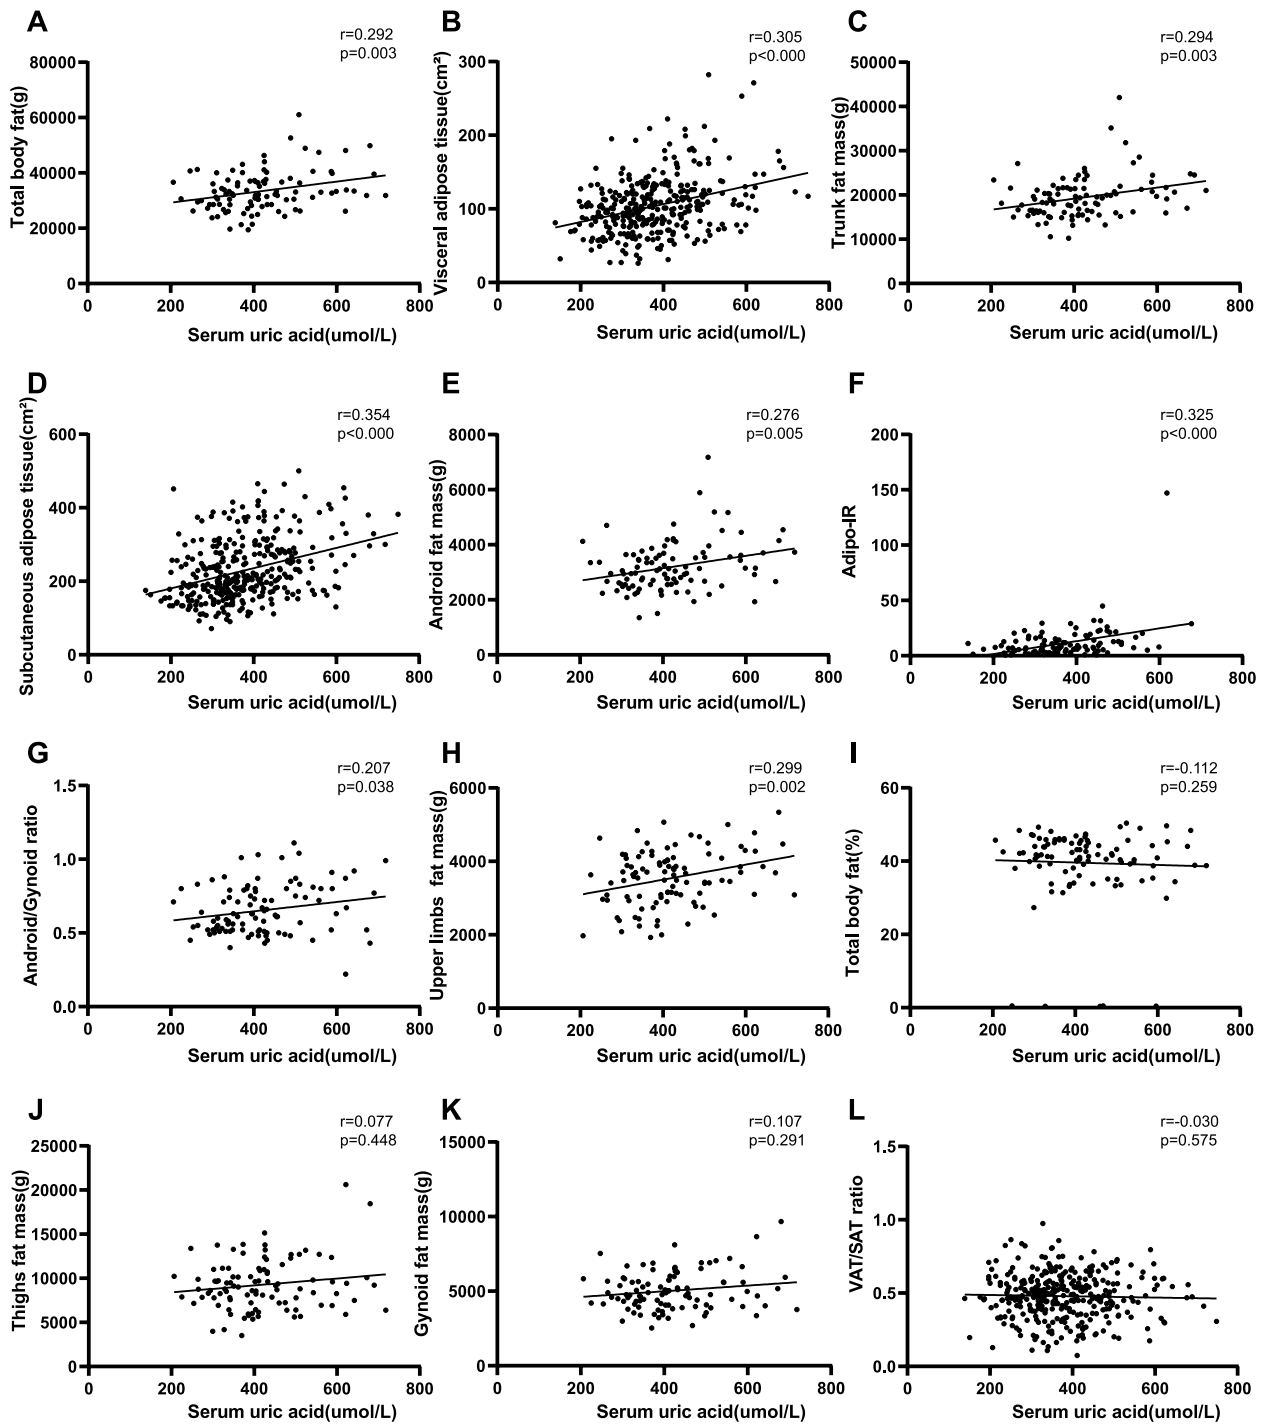 A
r=0.292
p=0.003
Total body fat(g)
80000
60000
40000
20000
0
0 200 400 600 800
Serum uric acid(umol/L)
B
r=0.305
p<0.000
Visceral adipose tissue(cm²)
300
200
100
0
0 200 400 600 800
Serum uric acid(umol/L)
C
r=0.294
p=0.003
Trunk fat mass(g)
50000
40000
30000
20000
10000
0
0 200 400 600 800
Serum uric acid(umol/L)
D
r=0.354
p<0.000
Subcutaneous adipose tissue(cm²)
600
400
200
0
0 200 400 600 800
Serum uric acid(umol/L)
E
r=0.276
p=0.005
Android fat mass(g)
8000
6000
4000
2000
0
0 200 400 600 800
Serum uric acid(umol/L)
F
r=0.325
p<0.000
Adipo-IR
200
150
100
50
0
0 200 400 600 800
Serum uric acid(umol/L)
G
r=0.207
p=0.038
Android/Gynoid ratio
1.5
1.0
0.5
0.0
0 200 400 600 800
Serum uric acid(umol/L)
H
r=0.299
p=0.002
Upper limbs fat mass(g)
6000
4000
2000
0
0 200 400 600 800
Serum uric acid(umol/L)
I
r=-0.112
p=0.259
Total body fat(%)
60
40
20
0
0 200 400 600 800
Serum uric acid(umol/L)
J
r=0.077
p=0.448
Thighs fat mass(g)
25000
20000
15000
10000
5000
0
0 200 400 600 800
Serum uric acid(umol/L)
K
r=0.107
p=0.291
Gynoid fat mass(g)
15000
10000
5000
0
0 200 400 600 800
Serum uric acid(umol/L)
L
r=-0.030
p=0.575
VAT/SAT ratio
1.5
1.0
0.5
0.0
0 200 400 600 800
Serum uric acid(umol/L)